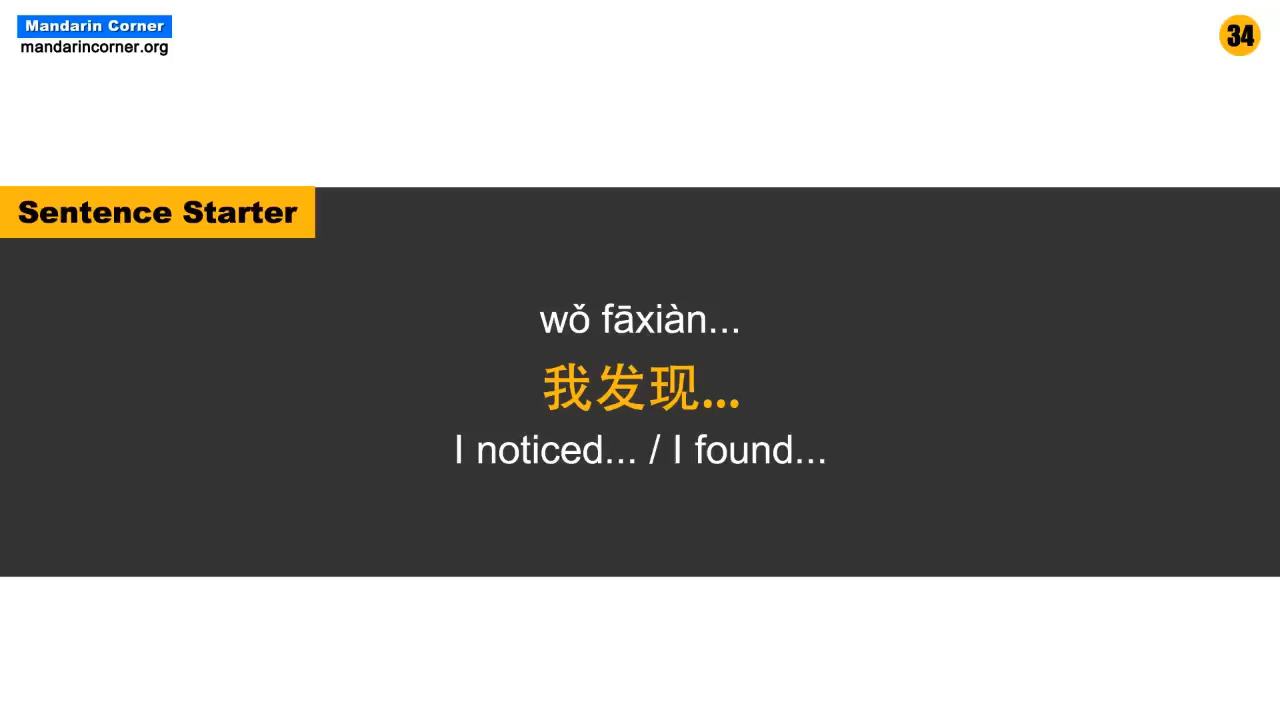 Mandarin Corner
mandarincorner.org
34
Sentence Starter
wǒ fāxiàn...
我发现...
I noticed... / I found...